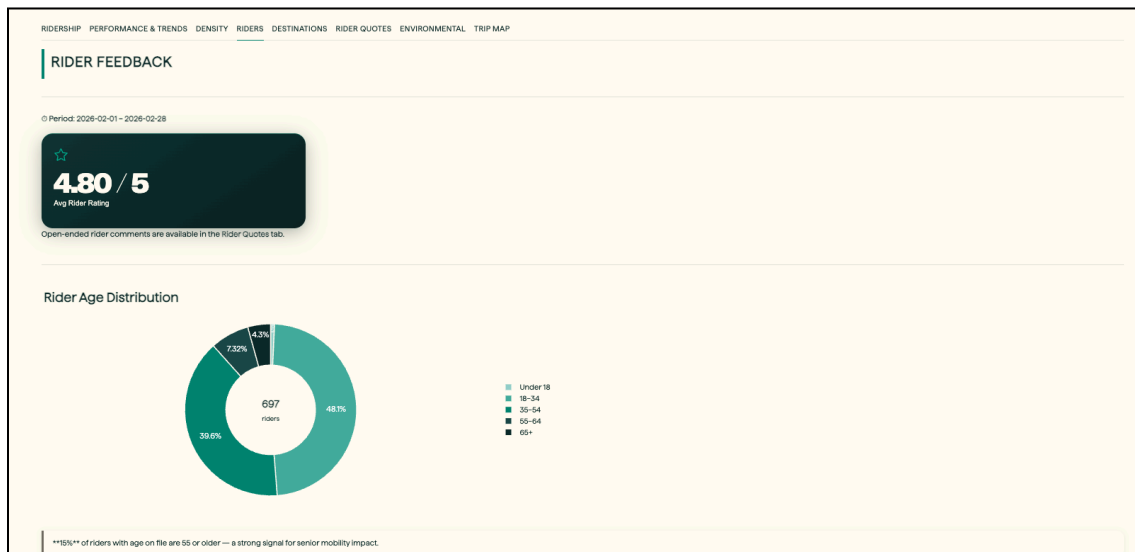 RIDERSHIP PERFORMANCE & TRENDS DENSITY RIDERS DESTINATIONS RIDER QUOTES ENVIRONMENTAL TRIP MAP
RIDER FEEDBACK
⏱ Period: 2026-02-01 – 2026-02-28
4.80 / 5
Avg Rider Rating
Open-ended rider comments are available in the Rider Quotes tab.
Rider Age Distribution
4.3%
7.32%
697
riders
48.1%
39.6%
Under 18
18–34
35–54
55–64
65+
**15%** of riders with age on file are 55 or older — a strong signal for senior mobility impact.